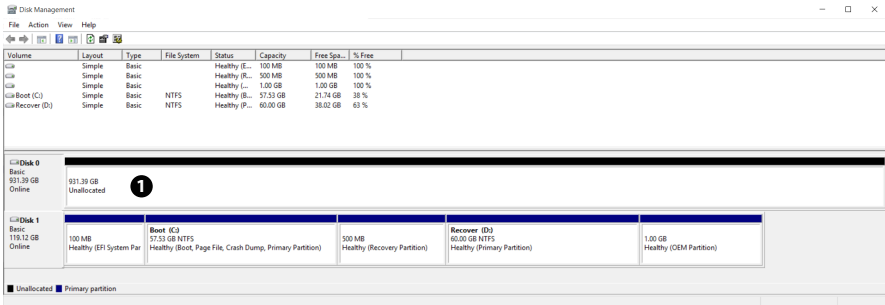 Disk Management
File Action View Help
Volume Layout Type File System Status Capacity Free Spa... % Free
Simple Basic Healthy (E... 100 MB 100 MB 100 %
Simple Basic Healthy (R... 500 MB 500 MB 100 %
Simple Basic Healthy (... 1.00 GB 1.00 GB 100 %
Boot (C:) Simple Basic NTFS Healthy (B... 57.53 GB 21.74 GB 38 %
Recover (D:) Simple Basic NTFS Healthy (P... 60.00 GB 38.02 GB 63 %
Disk 0
Basic
931.39 GB
Online
931.39 GB
Unallocated
1
Disk 1
Basic
119.12 GB
Online
100 MB
Healthy (EFI System Par
Boot (C:)
57.53 GB NTFS
Healthy (Boot, Page File, Crash Dump, Primary Partition)
500 MB
Healthy (Recovery Partition)
Recover (D:)
60.00 GB NTFS
Healthy (Primary Partition)
1.00 GB
Healthy (OEM Partition)
Unallocated Primary partition